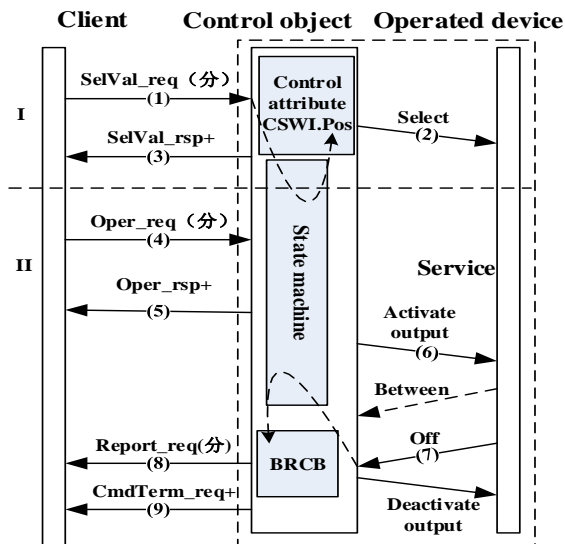 Client
Control object
Operated device
I
SelVal_req（分）
(1)
Control
attribute
CSWI.Pos
Select
(2)
SelVal_rsp+
(3)
II
Oper_req（分）
(4)
State machine
Service
Oper_rsp+
(5)
Activate
output
(6)
Between
Off
(7)
Report_req(分)
(8)
BRCB
CmdTerm_req+
(9)
Deactivate
output